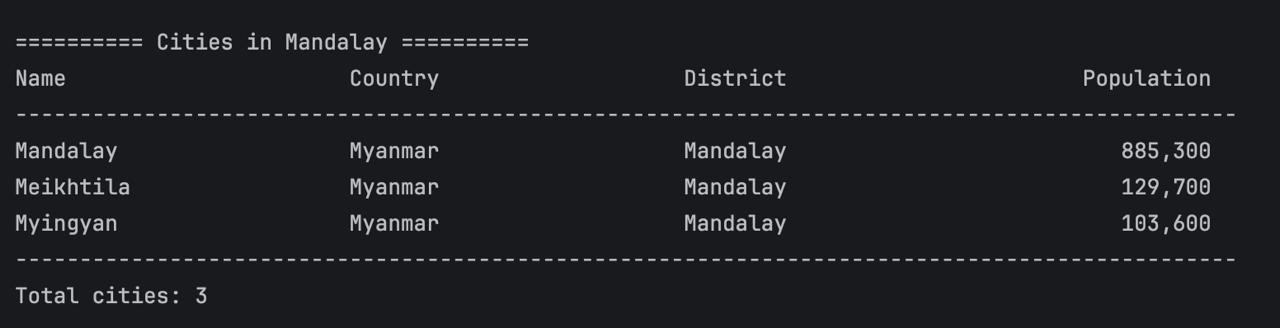 ========== Cities in Mandalay ==========
Name                      Country                   District                       Population
-----------------------------------------------------------------------------------------------
Mandalay                  Myanmar                   Mandalay                          885,300
Meikhtila                 Myanmar                   Mandalay                          129,700
Myingyan                  Myanmar                   Mandalay                          103,600
-----------------------------------------------------------------------------------------------
Total cities: 3